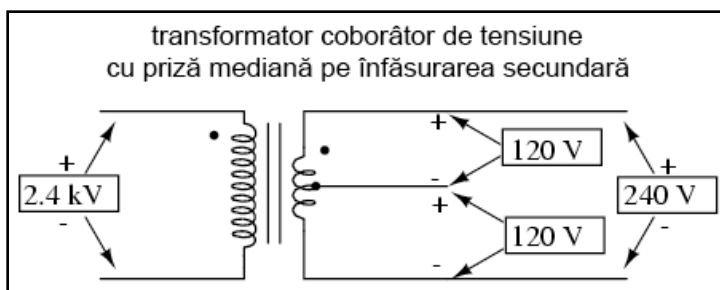 transformator coborâtor de tensiune
cu priză mediană pe înfăsurarea secundară
+
2.4 kV
-
+
120 V
-
+
120 V
-
+
240 V
-